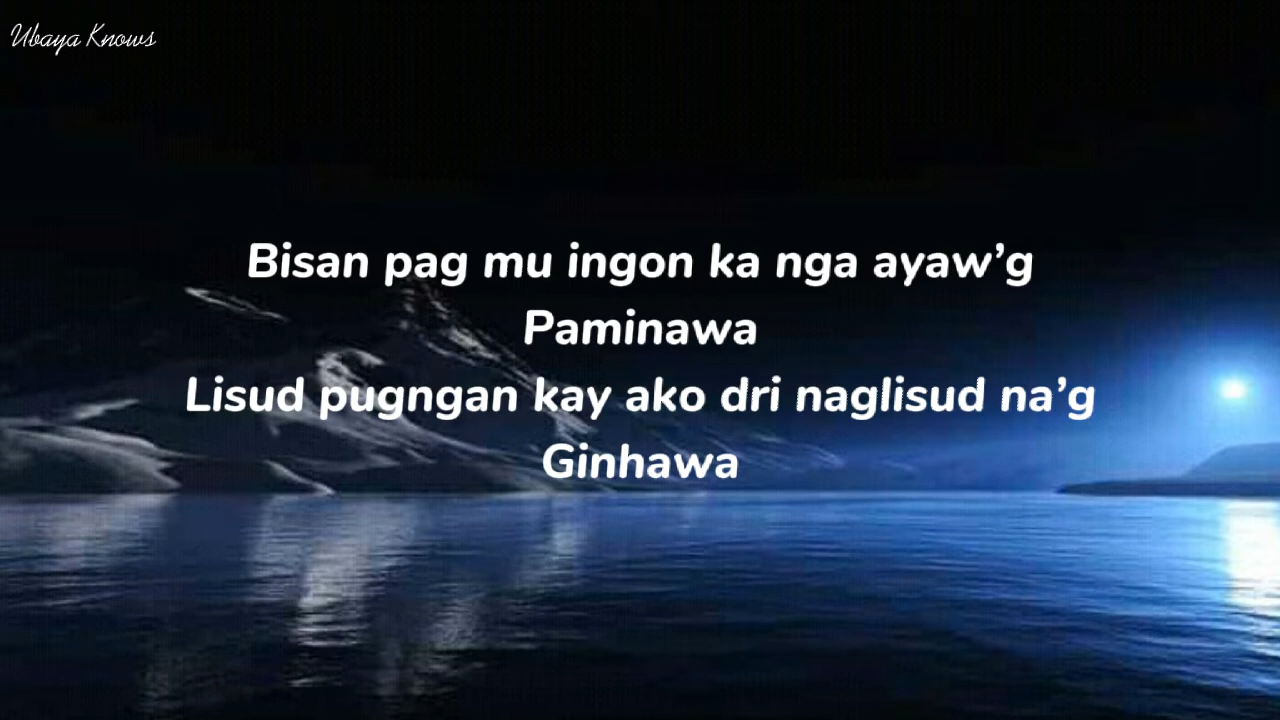 Ubaya Knows
Bisan pag mu ingon ka nga ayaw’g
Paminawa
Lisud pugngan kay ako dri naglisud na’g
Ginhawa